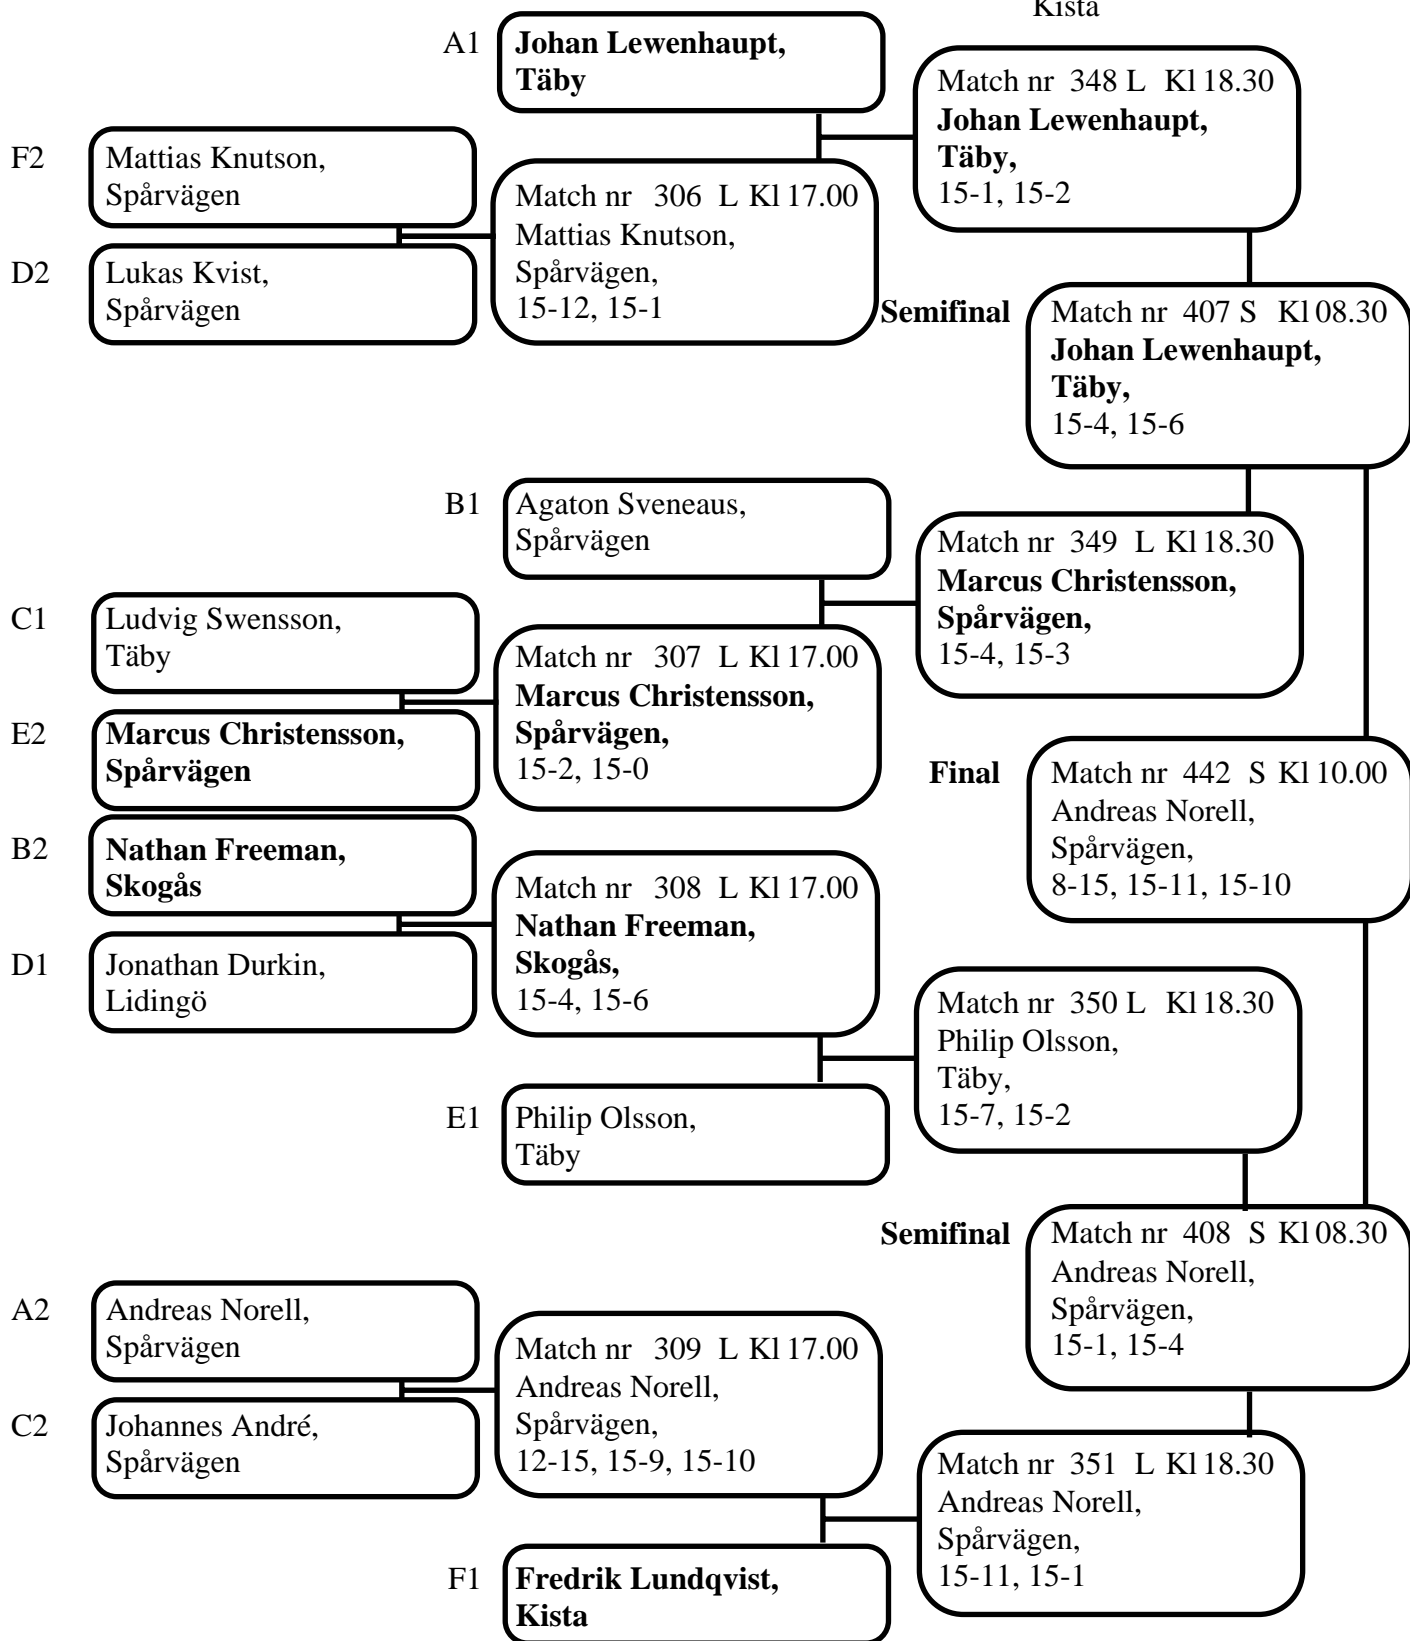 Kista
A1
Johan Lewenhaupt,
Täby
Match nr 348 L Kl 18.30
Johan Lewenhaupt,
Täby,
15-1, 15-2
F2
Mattias Knutson,
Spårvägen
Match nr 306 L Kl 17.00
Mattias Knutson,
Spårvägen,
15-12, 15-1
D2
Lukas Kvist,
Spårvägen
Semifinal
Match nr 407 S Kl 08.30
Johan Lewenhaupt,
Täby,
15-4, 15-6
B1
Agaton Sveneaus,
Spårvägen
Match nr 349 L Kl 18.30
Marcus Christensson,
Spårvägen,
15-4, 15-3
C1
Ludvig Swensson,
Täby
Match nr 307 L Kl 17.00
Marcus Christensson,
Spårvägen,
15-2, 15-0
E2
Marcus Christensson,
Spårvägen
Final
Match nr 442 S Kl 10.00
Andreas Norell,
Spårvägen,
8-15, 15-11, 15-10
B2
Nathan Freeman,
Skogås
Match nr 308 L Kl 17.00
Nathan Freeman,
Skogås,
15-4, 15-6
D1
Jonathan Durkin,
Lidingö
Match nr 350 L Kl 18.30
Philip Olsson,
Täby,
15-7, 15-2
E1
Philip Olsson,
Täby
Semifinal
Match nr 408 S Kl 08.30
Andreas Norell,
Spårvägen,
15-1, 15-4
A2
Andreas Norell,
Spårvägen
Match nr 309 L Kl 17.00
Andreas Norell,
Spårvägen,
12-15, 15-9, 15-10
C2
Johannes André,
Spårvägen
Match nr 351 L Kl 18.30
Andreas Norell,
Spårvägen,
15-11, 15-1
F1
Fredrik Lundqvist,
Kista